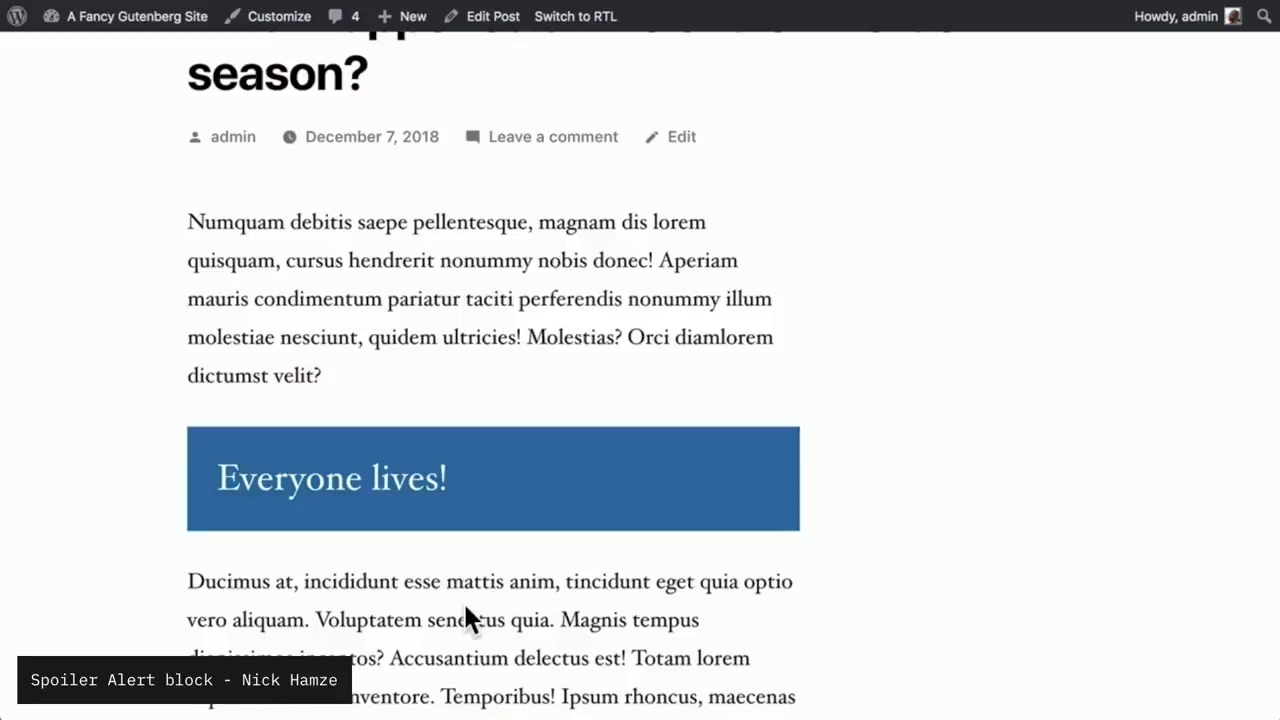 A Fancy Gutenberg Site Customize 4 New Edit Post Switch to RTL Howdy, admin
season?
admin December 7, 2018 Leave a comment Edit
Numquam debitis saepe pellentesque, magnam dis lorem
quisquam, cursus hendrerit nonummy nobis donec! Aperiam
mauris condimentum pariatur taciti perferendis nonummy illum
molestiae nesciunt, quidem ultricies! Molestias? Orci diamlorem
dictumst velit?
Everyone lives!
Ducimus at, incididunt esse mattis anim, tincidunt eget quia optio
vero aliquam. Voluptatem senectus quia. Magnis tempus
Accusantium delectus est! Totam lorem
Temporibus! Ipsum rhoncus, maecenas
Spoiler Alert block - Nick Hamze